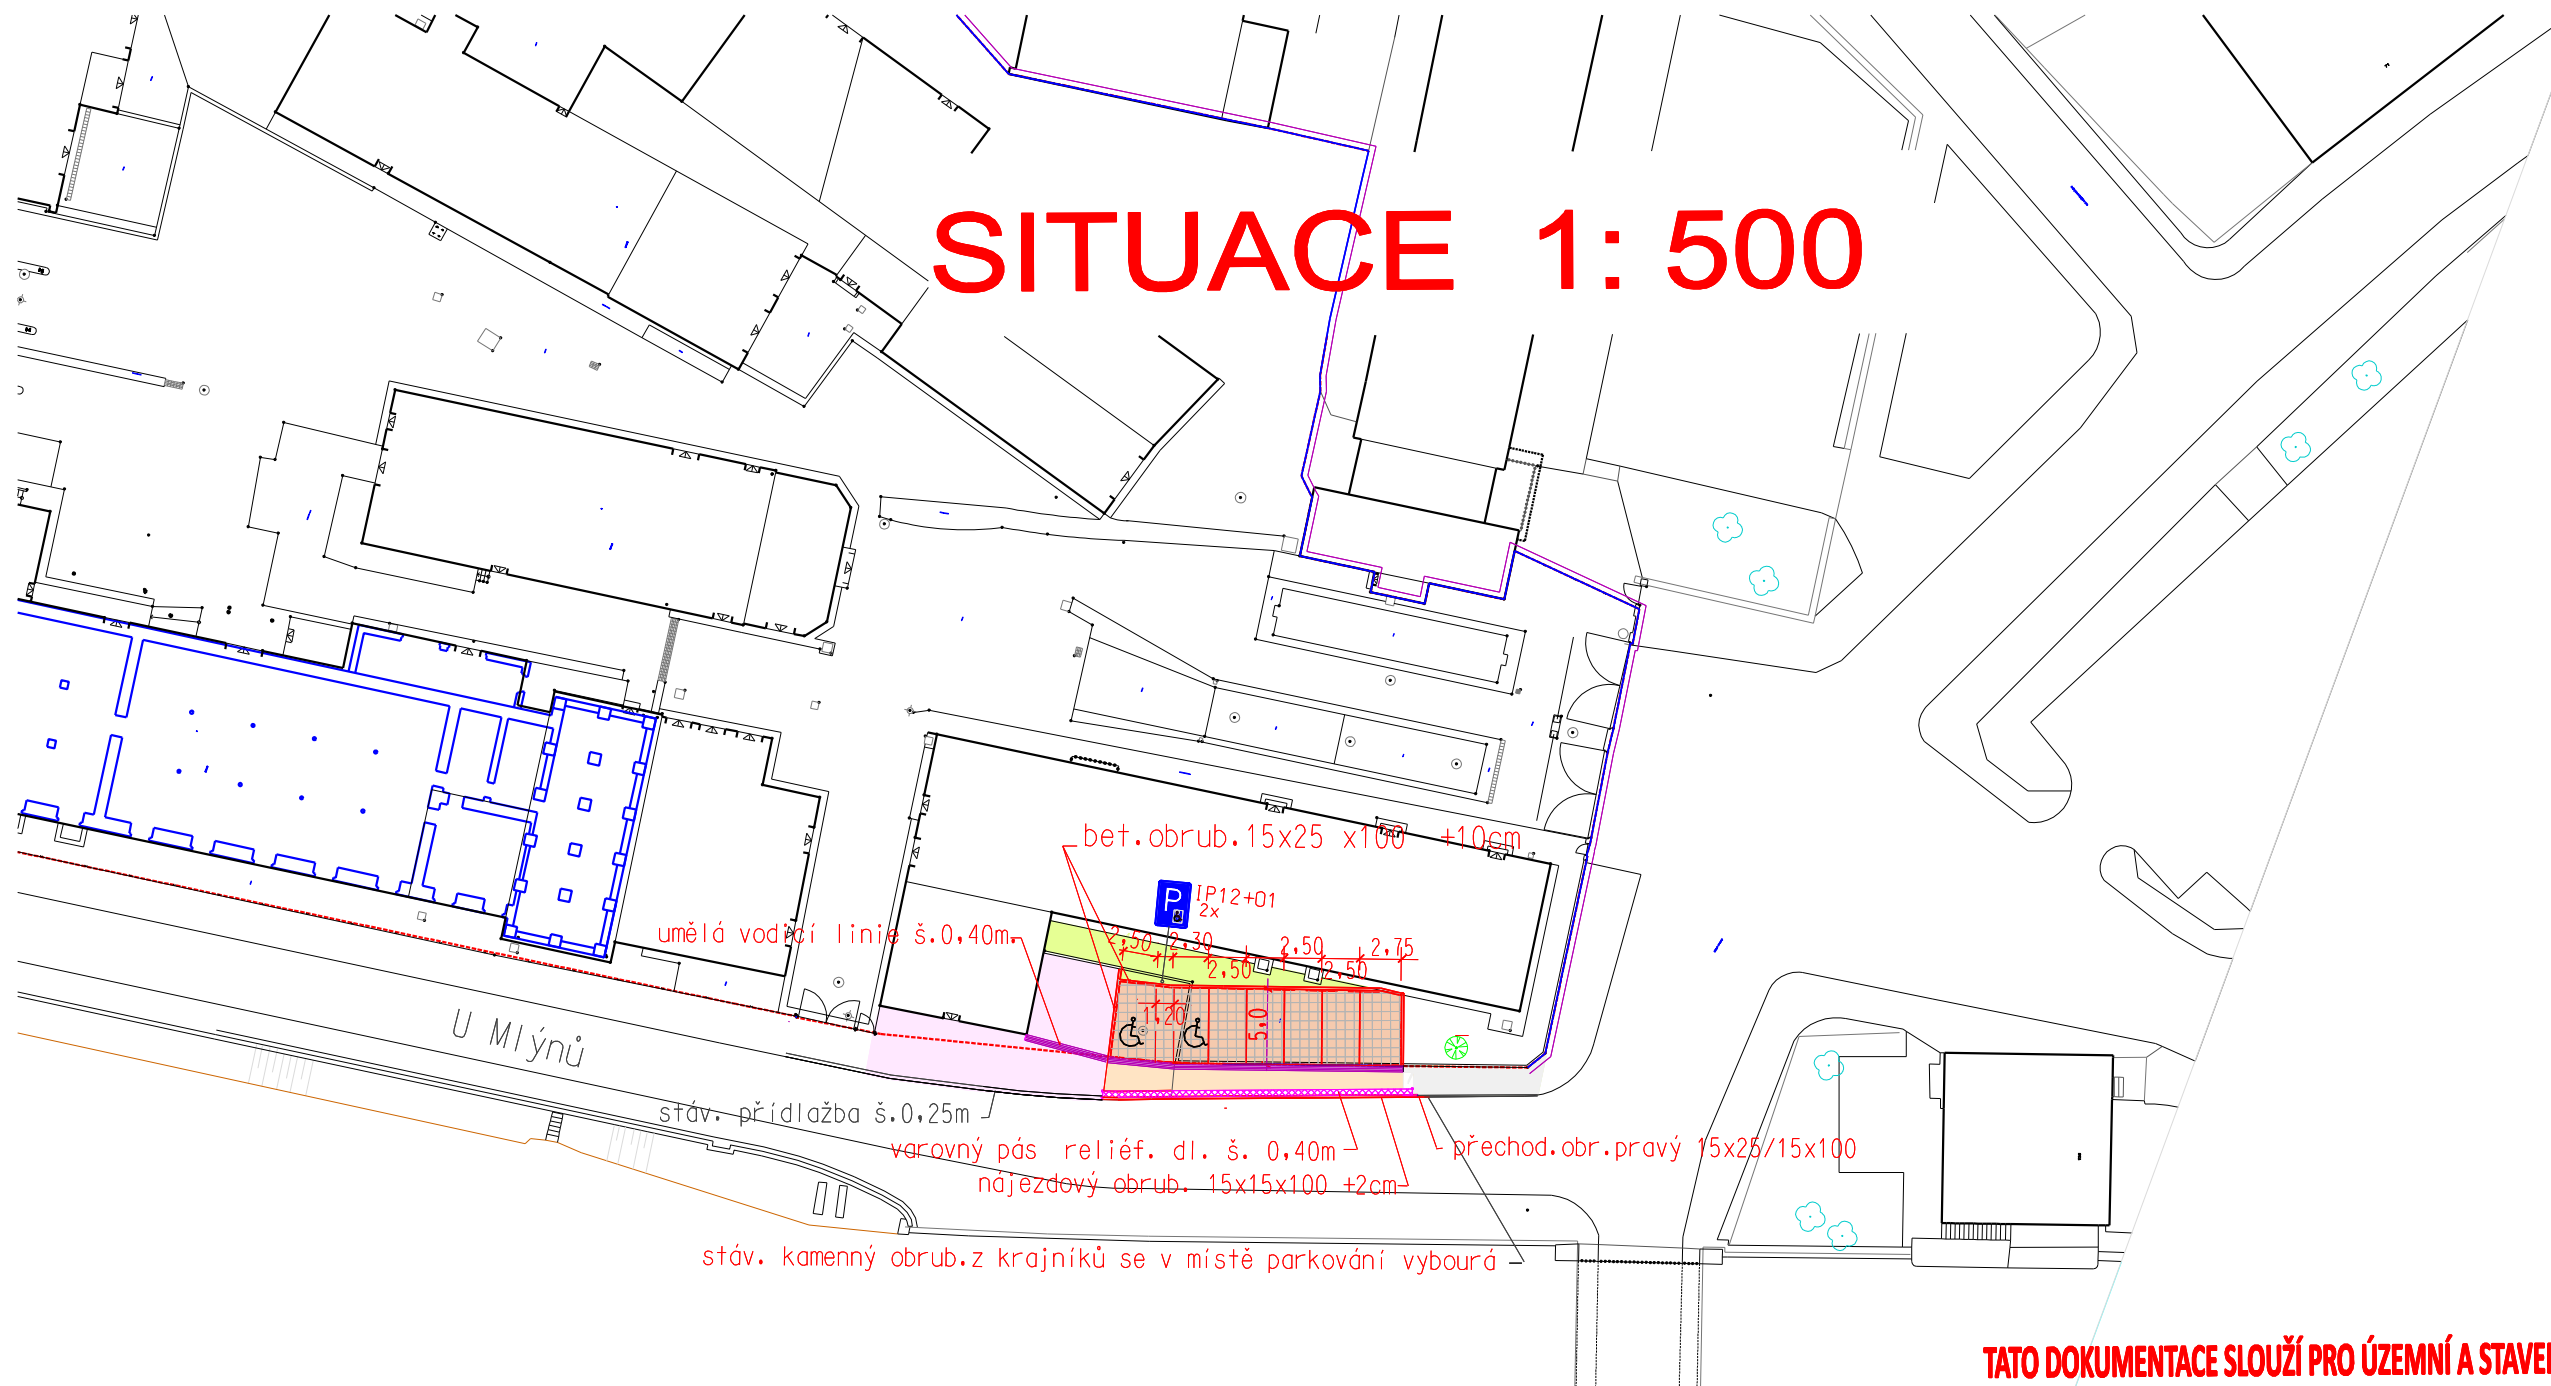 SITUACE 1: 500
bet.obrub.15x25 x100 +10cm
P
IP12+O1
2x
umělá vodící linie š.0,40m.
2,50 2,30 2,50 2,75
2,50 2,50
1,20
5,0
U Mlýnů
stáv. přídlažba š.0,25m
varovný pás reliéf. dl. š. 0,40m
přechod.obr.pravý 15x25/15x100
nájezdový obrub. 15x15x100 +2cm
stáv. kamenný obrub.z krajníků se v místě parkování vybourá
TATO DOKUMENTACE SLOUŽÍ PRO ÚZEMNÍ A STAVE